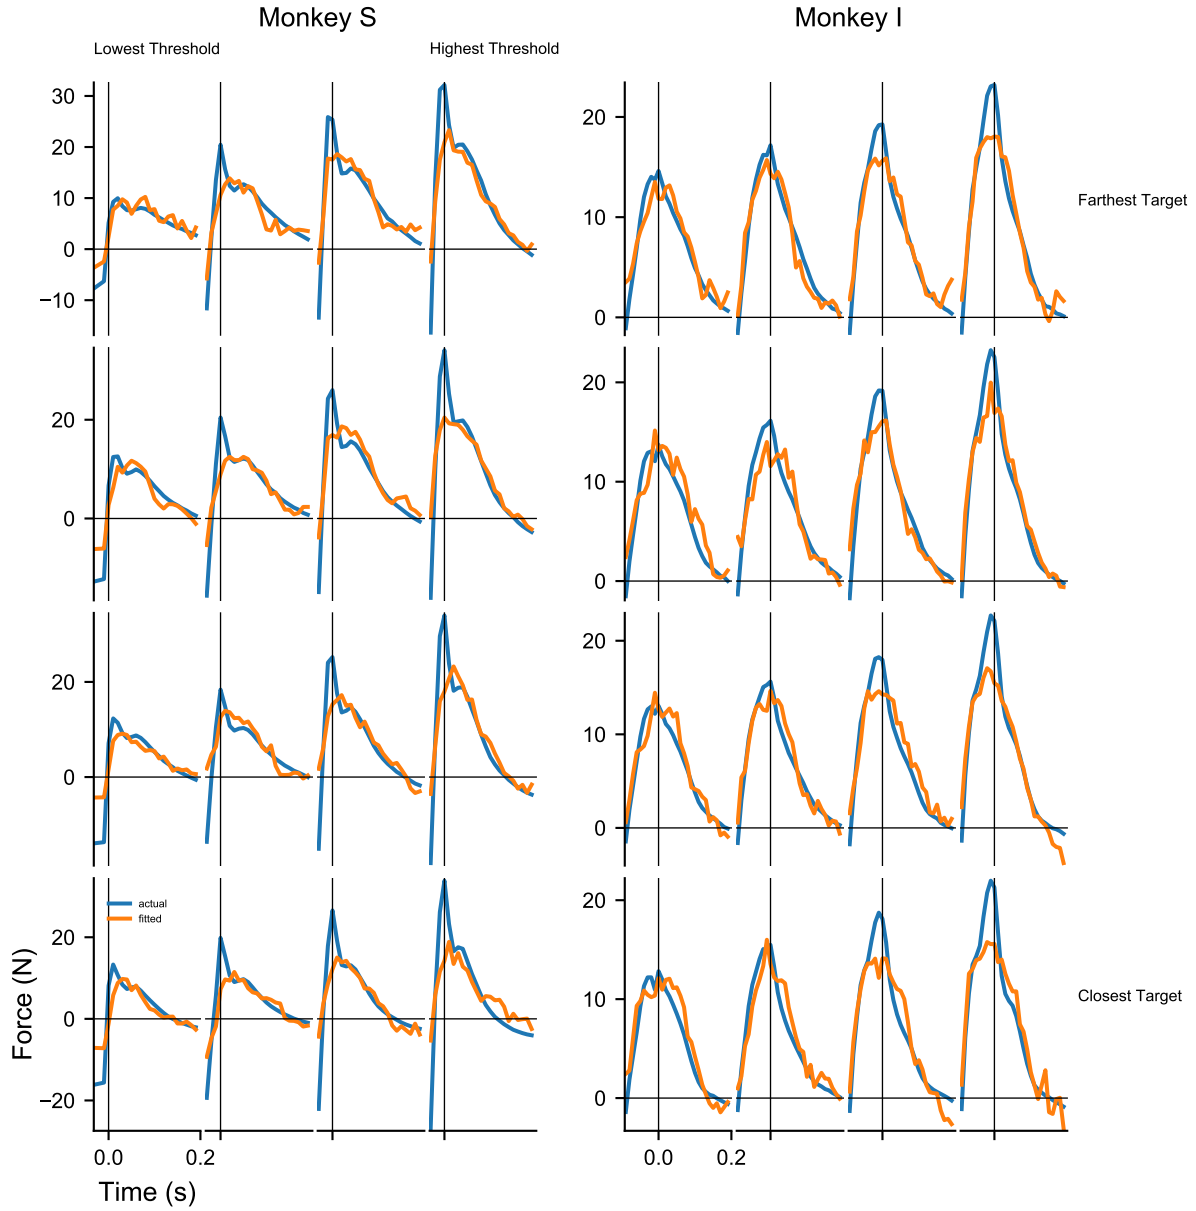 Monkey S Monkey I
Lowest Threshold Highest Threshold
30
20
10
0
−10
20
10
0
Farthest Target
20
0
20
10
0
20
0
20
10
0
actual
fitted
20
0
−20
20
10
0
Closest Target
Force (N)
0.0 0.2 0.0 0.2
Time (s)